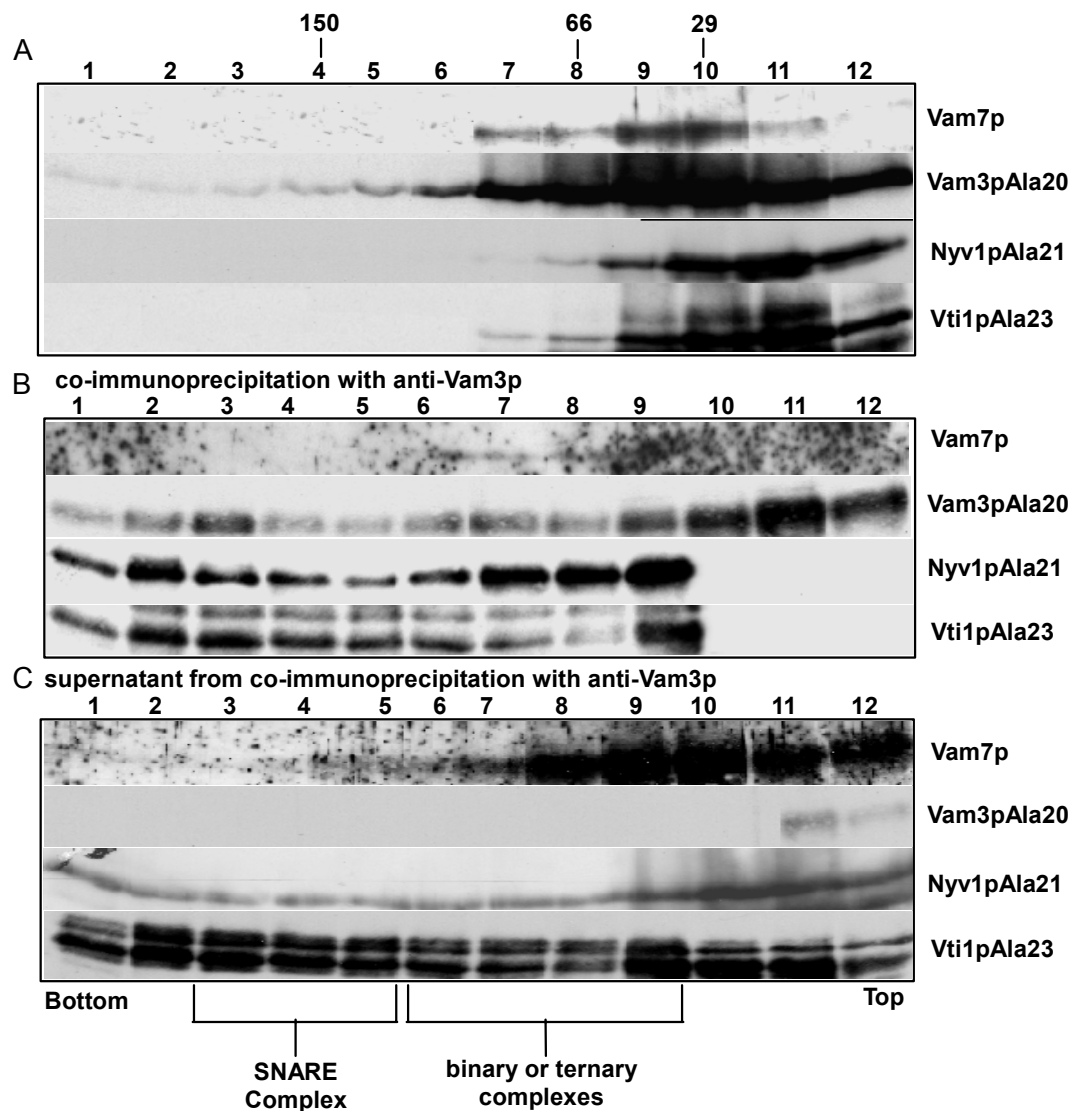 150 66 29
A
1 2 3 4 5 6 7 8 9 10 11 12
Vam7p
Vam3pAla20
Nyv1pAla21
Vti1pAla23
B co-immunoprecipitation with anti-Vam3p
1 2 3 4 5 6 7 8 9 10 11 12
Vam7p
Vam3pAla20
Nyv1pAla21
Vti1pAla23
C supernatant from co-immunoprecipitation with anti-Vam3p
1 2 3 4 5 6 7 8 9 10 11 12
Vam7p
Vam3pAla20
Nyv1pAla21
Vti1pAla23
Bottom Top
SNARE
Complex
binary or ternary
complexes